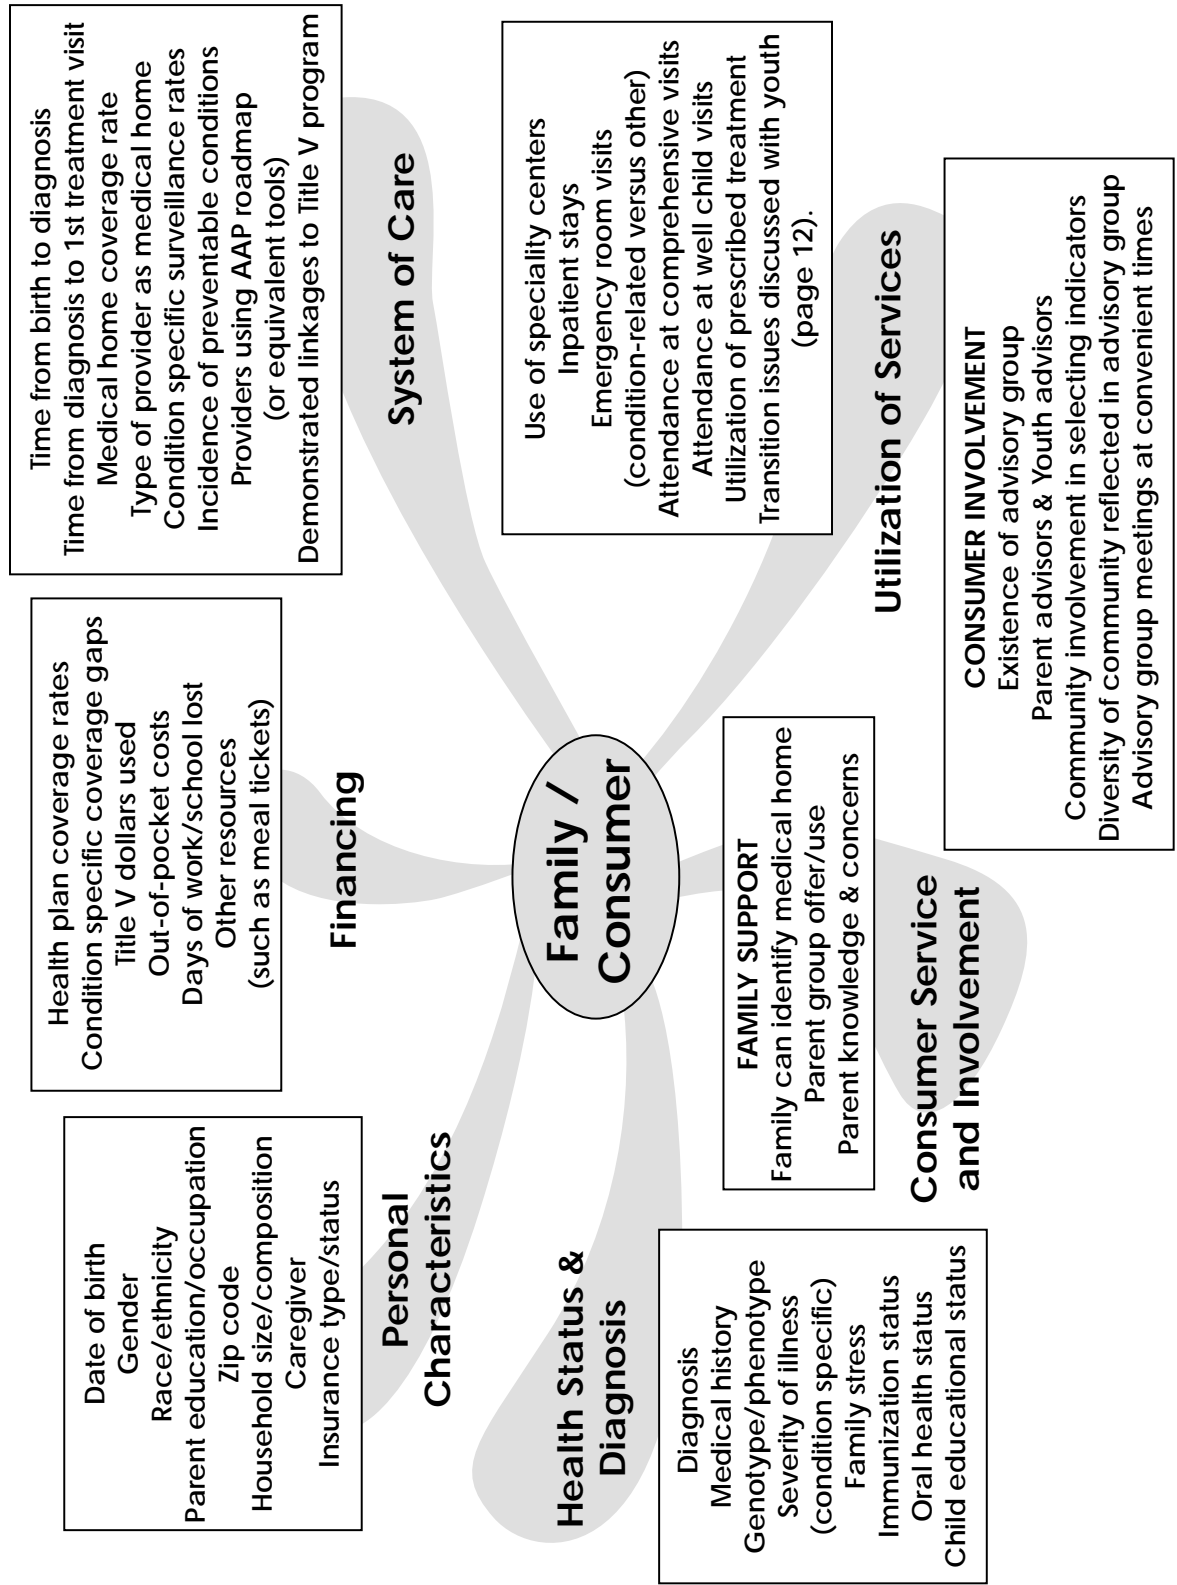 Date of birth
Gender
Race/ethnicity
Parent education/occupation
Zip code
Household size/composition
Caregiver
Insurance type/status
Personal
Characteristics
Health plan coverage rates
Condition specific coverage gaps
Title V dollars used
Out-of-pocket costs
Days of work/school lost
Other resources
(such as meal tickets)
Financing
Time from birth to diagnosis
Time from diagnosis to 1st treatment visit
Medical home coverage rate
Type of provider as medical home
Condition specific surveillance rates
Incidence of preventable conditions
Providers using AAP roadmap
(or equivalent tools)
Demonstrated linkages to Title V program
System of Care
Family /
Consumer
Health Status &
Diagnosis
Diagnosis
Medical history
Genotype/phenotype
Severity of illness
(condition specific)
Family stress
Immunization status
Oral health status
Child educational status
FAMILY SUPPORT
Family can identify medical home
Parent group offer/use
Parent knowledge & concerns
Consumer Service
and Involvement
Use of speciality centers
Inpatient stays
Emergency room visits
(condition-related versus other)
Attendance at comprehensive visits
Attendance at well child visits
Utilization of prescribed treatment
Transition issues discussed with youth
(page 12).
Utilization of Services
CONSUMER INVOLVEMENT
Existence of advisory group
Parent advisors & Youth advisors
Community involvement in selecting indicators
Diversity of community reflected in advisory group
Advisory group meetings at convenient times